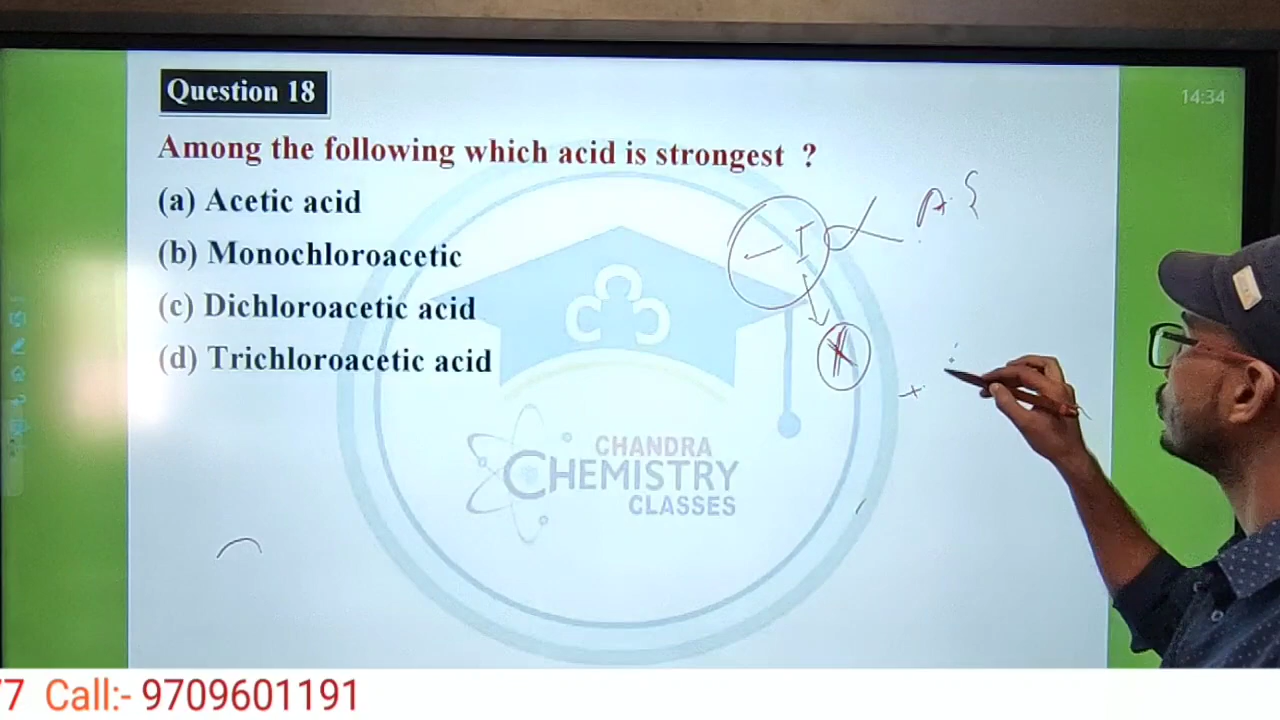 14:34
Question 18
Among the following which acid is strongest ?
(a) Acetic acid
(b) Monochloroacetic
(c) Dichloroacetic acid
(d) Trichloroacetic acid
- I ∝ A.S
X
+
CHANDRA
CHEMISTRY
CLASSES
7 Call:- 9709601191